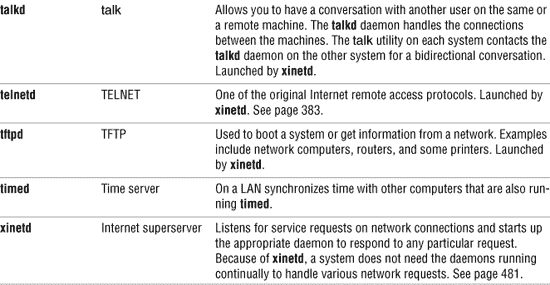 talkd talk Allows you to have a conversation with another user on the same or
a remote machine. The talkd daemon handles the connections
between the machines. The talk utility on each system contacts the
talkd daemon on the other system for a bidirectional conversation.
Launched by xinetd.
telnetd TELNET One of the original Internet remote access protocols. Launched by
xinetd. See page 383.
tftpd TFTP Used to boot a system or get information from a network. Examples
include network computers, routers, and some printers. Launched
by xinetd.
timed Time server On a LAN synchronizes time with other computers that are also run-
ning timed.
xinetd Internet superserver Listens for service requests on network connections and starts up
the appropriate daemon to respond to any particular request.
Because of xinetd, a system does not need the daemons running
continually to handle various network requests. See page 481.